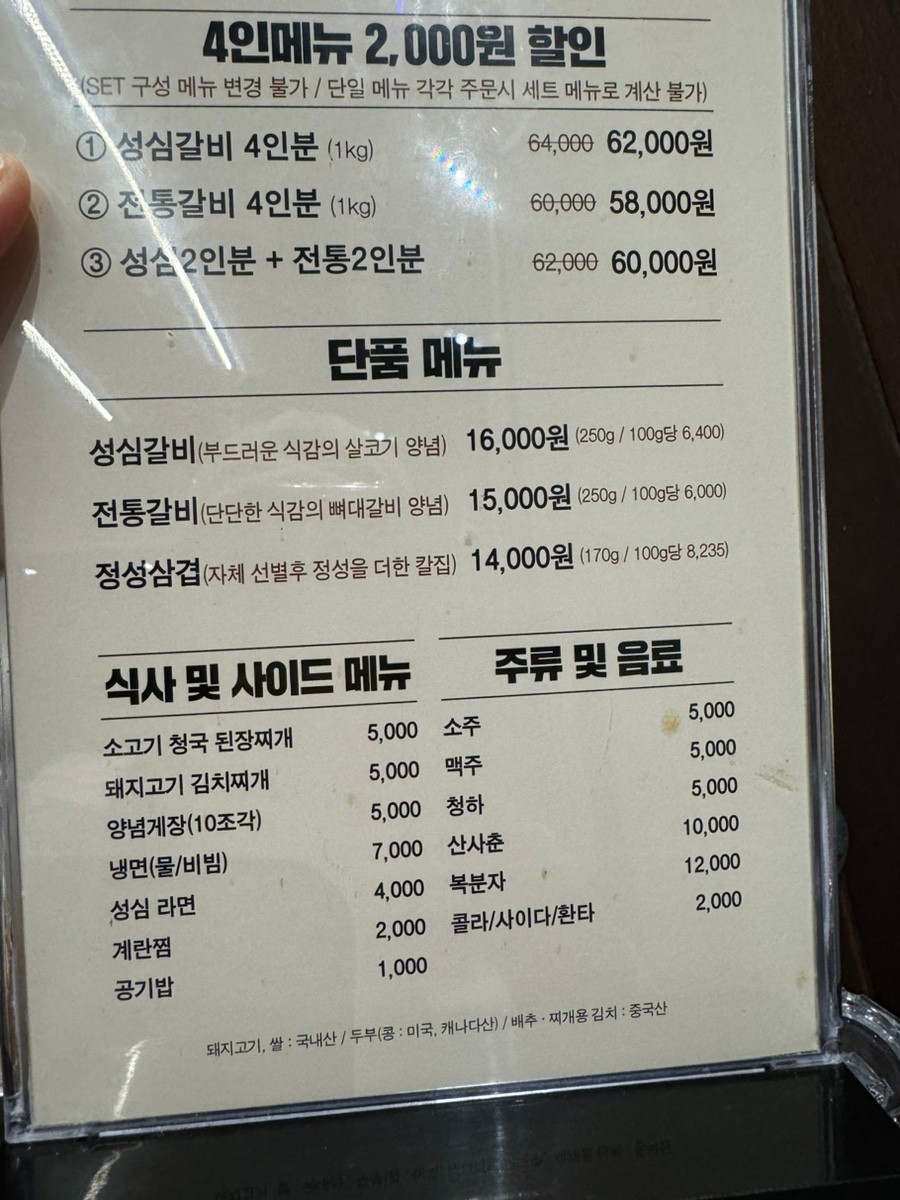 4인메뉴 2,000원 할인
(SET 구성 메뉴 변경 불가 / 단일 메뉴 각각 주문시 세트 메뉴로 계산 불가)
① 성심갈비 4인분 (1kg) 64,000 62,000원
② 전통갈비 4인분 (1kg) 60,000 58,000원
③ 성심2인분 + 전통2인분 62,000 60,000원
단품 메뉴
성심갈비(부드러운 식감의 살코기 양념) 16,000원 (250g / 100g당 6,400)
전통갈비(단단한 식감의 뼈대갈비 양념) 15,000원 (250g / 100g당 6,000)
정성삼겹(자체 선별후 정성을 더한 칼집) 14,000원 (170g / 100g당 8,235)
식사 및 사이드 메뉴
소고기 청국 된장찌개 5,000
돼지고기 김치찌개 5,000
양념게장(10조각) 5,000
냉면(물/비빔) 7,000
성심 라면 4,000
계란찜 2,000
공기밥 1,000
주류 및 음료
소주 5,000
맥주 5,000
청하 5,000
산사춘 10,000
복분자 12,000
콜라/사이다/환타 2,000
돼지고기, 쌀 : 국내산 / 두부(콩 : 미국, 캐나다산) / 배추 · 찌개용 김치 : 중국산